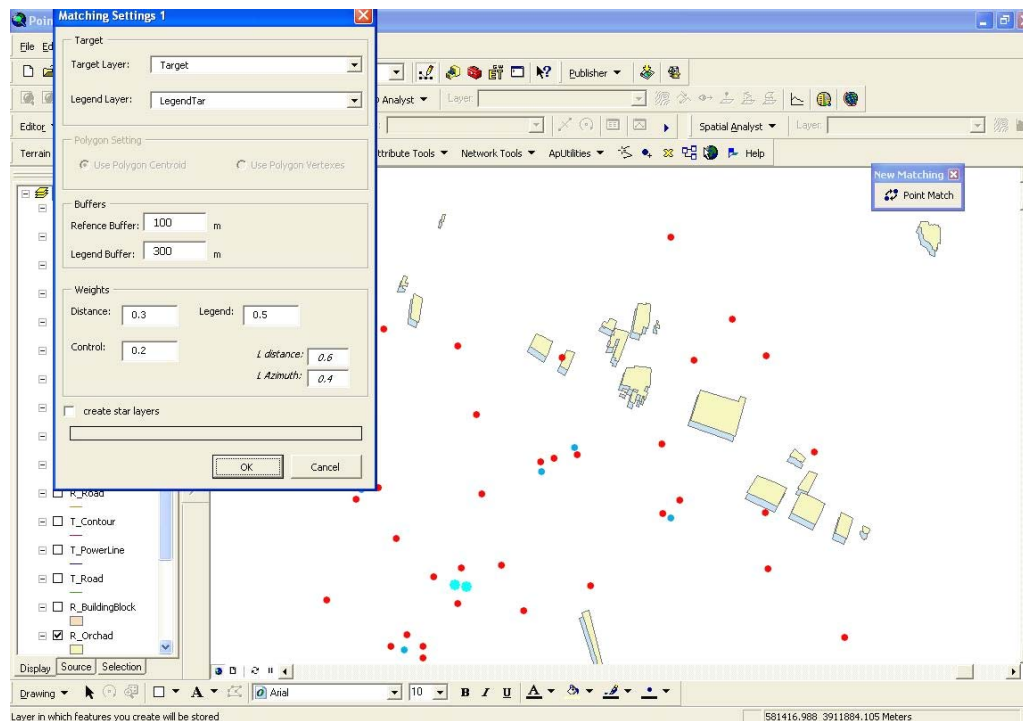 Poin
Matching Settings 1
File Ed
Target
Target Layer: Target
Legend Layer: LegendTar
Polygon Setting
Use Polygon Centroid Use Polygon Vertexes
Buffers
Refence Buffer: 100 m
Legend Buffer: 300 m
Weights
Distance: 0.3 Legend: 0.5
Control: 0.2
L distance: 0.6
L Azimuth: 0.4
create star layers
OK Cancel
Publisher
Analyst Layer:
Editor
Spatial Analyst Layer:
Terrain
ttribute Tools Network Tools ApUtilities Help
New Matching
Point Match
R_Road
T_Contour
T_PowerLine
T_Road
R_BuildingBlock
R_Orchad
Display Source Selection
Drawing A Arial 10 B I U A
Layer in which features you create will be stored 581416.988 3911884.105 Meters